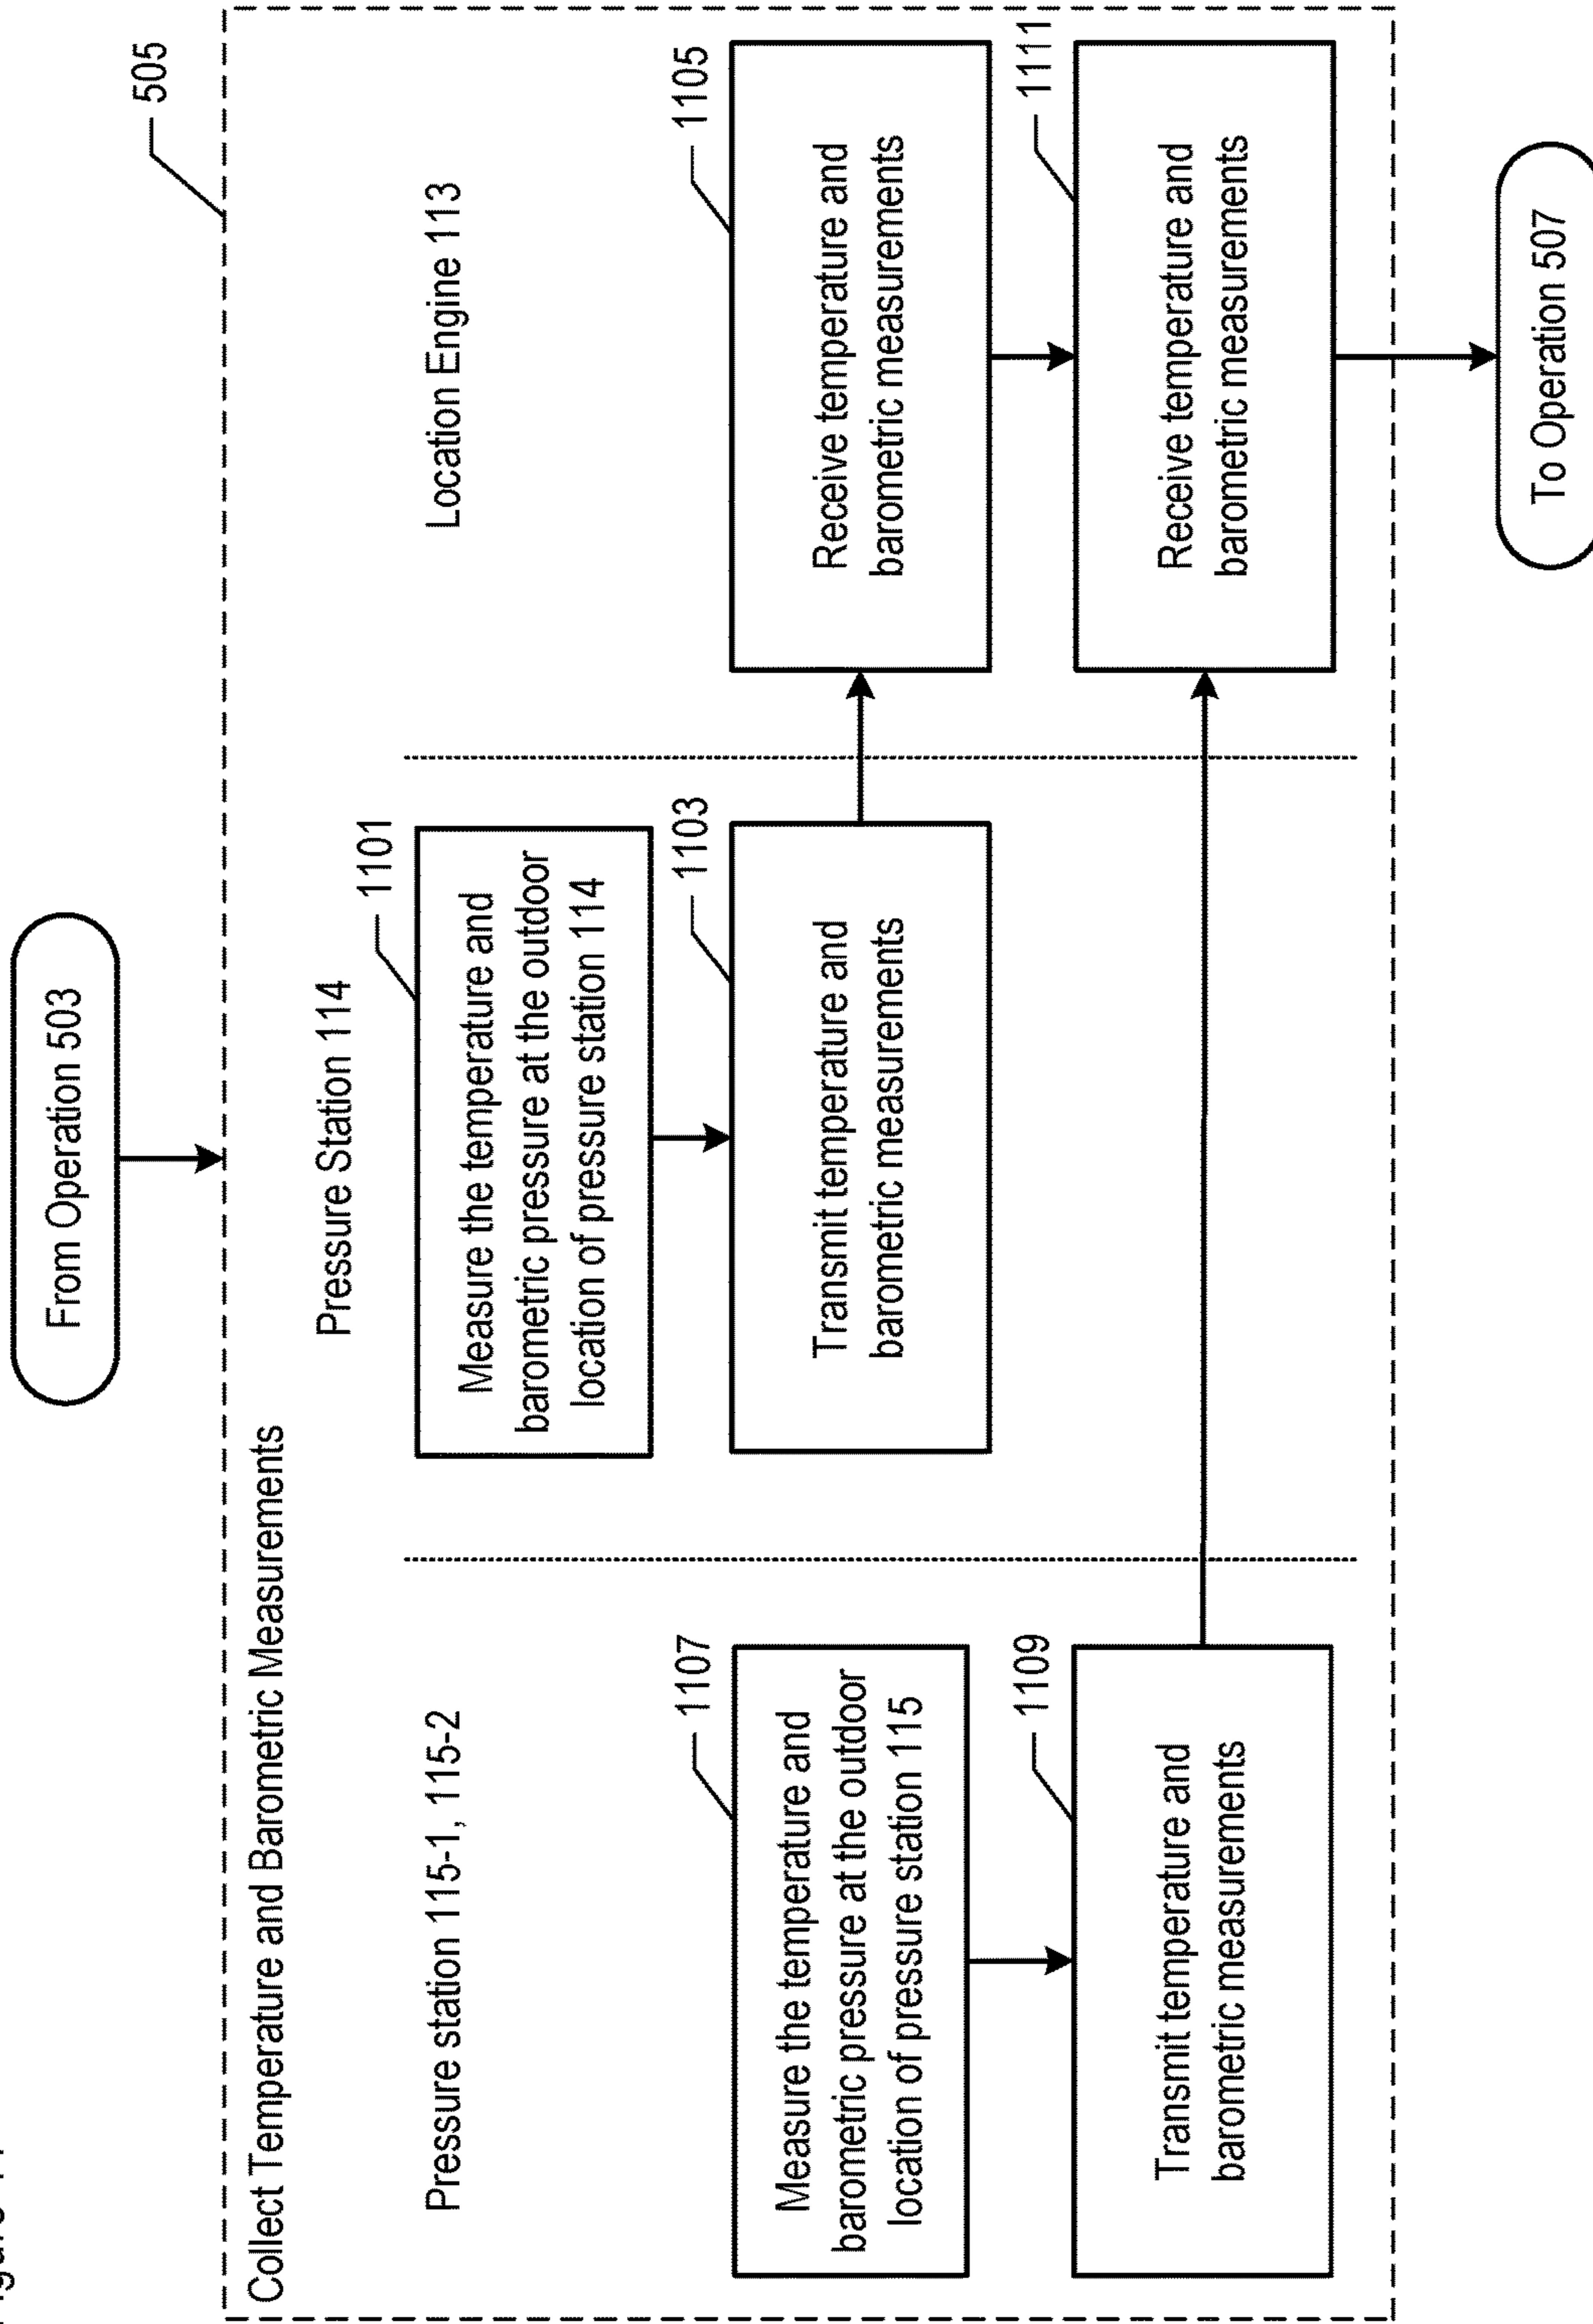 From Operation 503
505
Collect Temperature and Barometric Measurements
Pressure Station 114
Pressure station 115-1, 115-2
Location Engine 113
1101
Measure the temperature and
barometric pressure at the outdoor
location of pressure station 114
1107
Measure the temperature and
barometric pressure at the outdoor
location of pressure station 115
1103
Transmit temperature and
barometric measurements
1105
Receive temperature and
barometric measurements
1109
Transmit temperature and
barometric measurements
1111
Receive temperature and
barometric measurements
To Operation 507